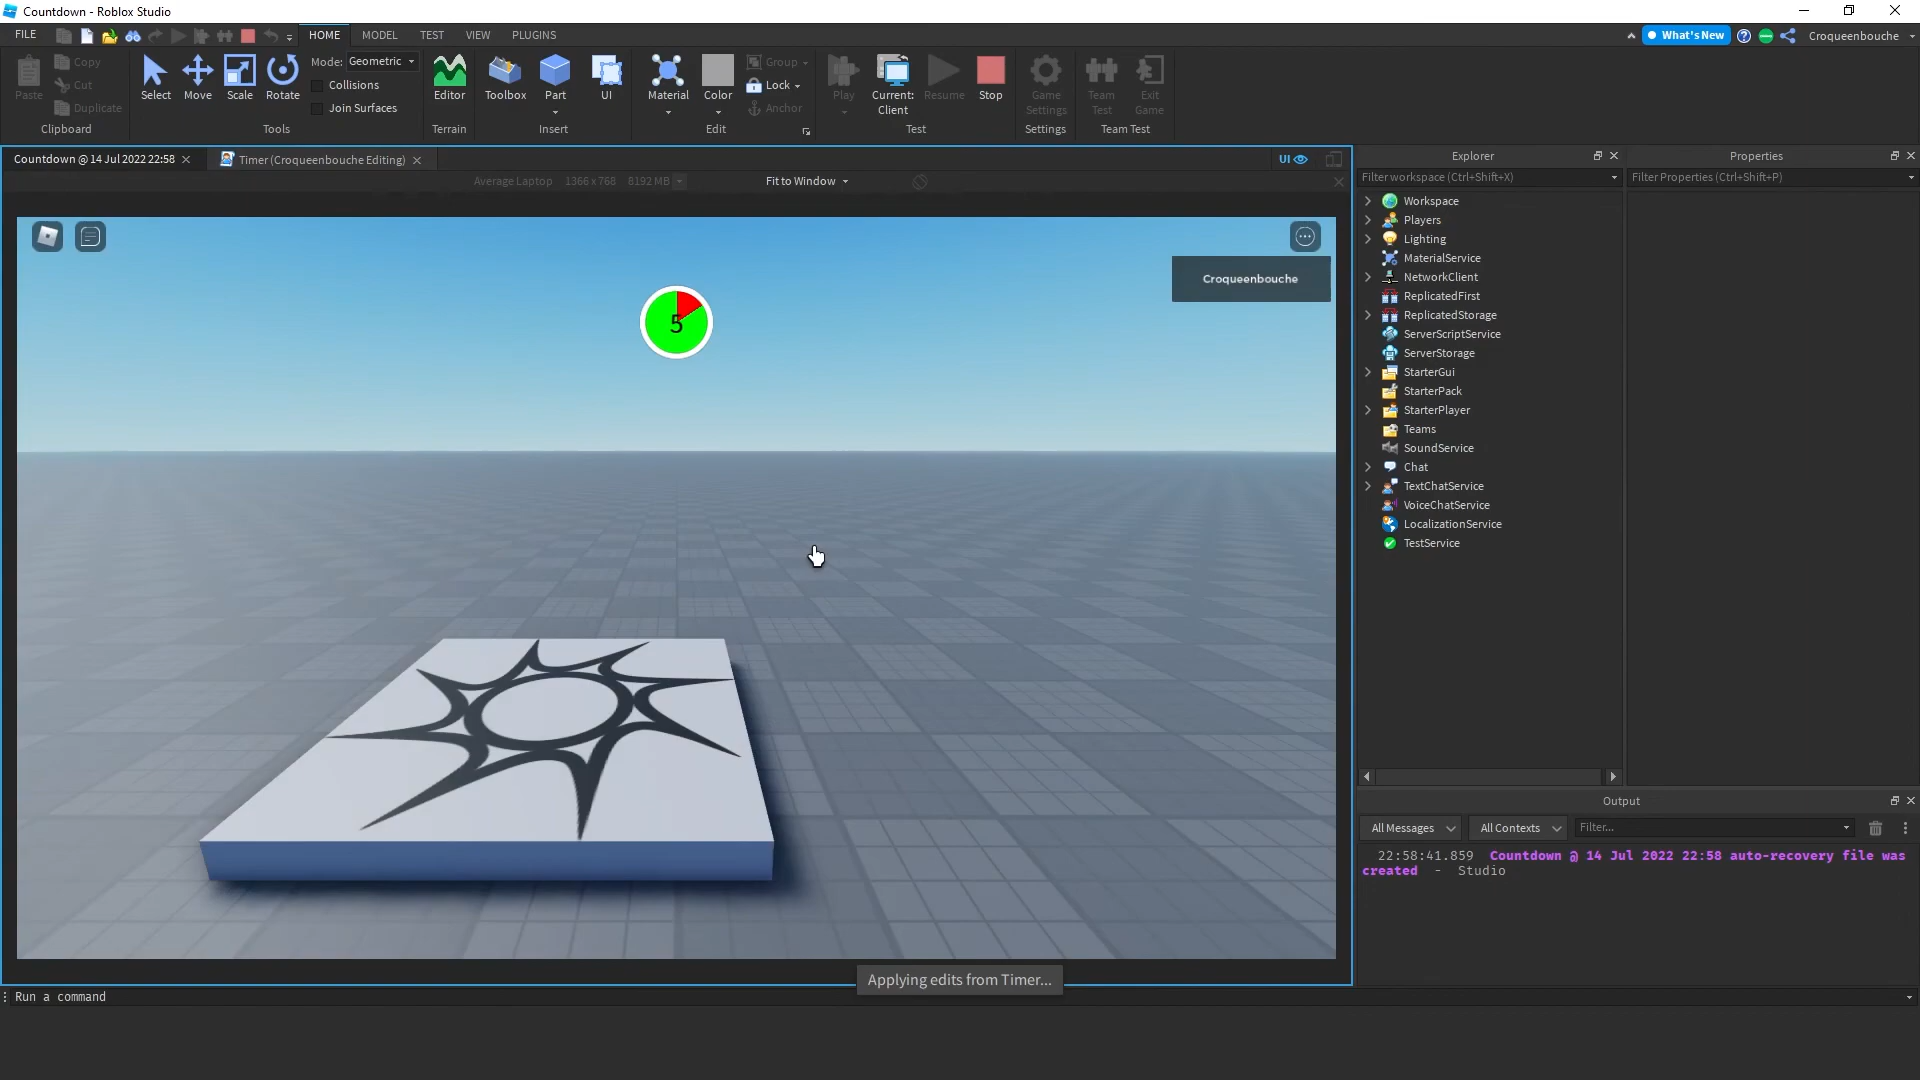 Countdown - Roblox Studio
FILE
HOME
MODEL
TEST
VIEW
PLUGINS
What's New
Croqueenbouche
Paste
Copy
Cut
Duplicate
Clipboard
Select
Move
Scale
Rotate
Mode: Geometric
Collisions
Join Surfaces
Tools
Editor
Terrain
Toolbox
Part
UI
Insert
Material
Color
Group
Lock
Anchor
Edit
Play
Current:
Client
Resume
Stop
Test
Game
Settings
Settings
Team
Test
Exit
Game
Team Test
Countdown @ 14 Jul 2022 22:58
Timer (Croqueenbouche Editing)
UI
Average Laptop 1366 x 768 8192 MB
Fit to Window
5
Croqueenbouche
Applying edits from Timer...
Run a command
Explorer
Filter workspace (Ctrl+Shift+X)
Workspace
Players
Lighting
MaterialService
NetworkClient
ReplicatedFirst
ReplicatedStorage
ServerScriptService
ServerStorage
StarterGui
StarterPack
StarterPlayer
Teams
SoundService
Chat
TextChatService
VoiceChatService
LocalizationService
TestService
Properties
Filter Properties (Ctrl+Shift+P)
Output
All Messages
All Contexts
Filter...
22:58:41.859 Countdown @ 14 Jul 2022 22:58 auto-recovery file was
created - Studio